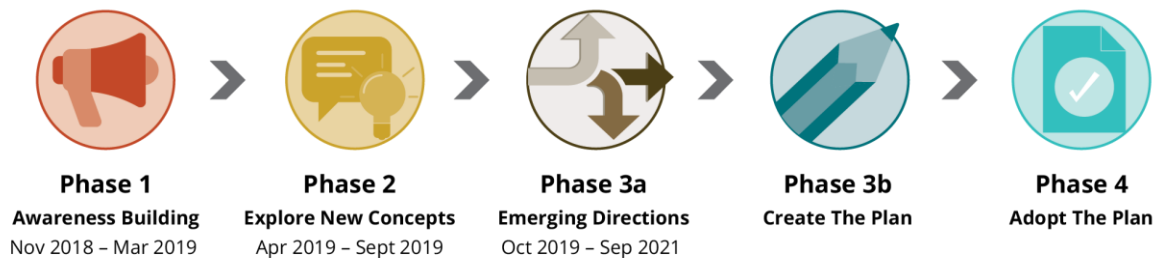 Phase 1
Awareness Building
Nov 2018 – Mar 2019
Phase 2
Explore New Concepts
Apr 2019 – Sept 2019
Phase 3a
Emerging Directions
Oct 2019 – Sep 2021
Phase 3b
Create The Plan
Phase 4
Adopt The Plan